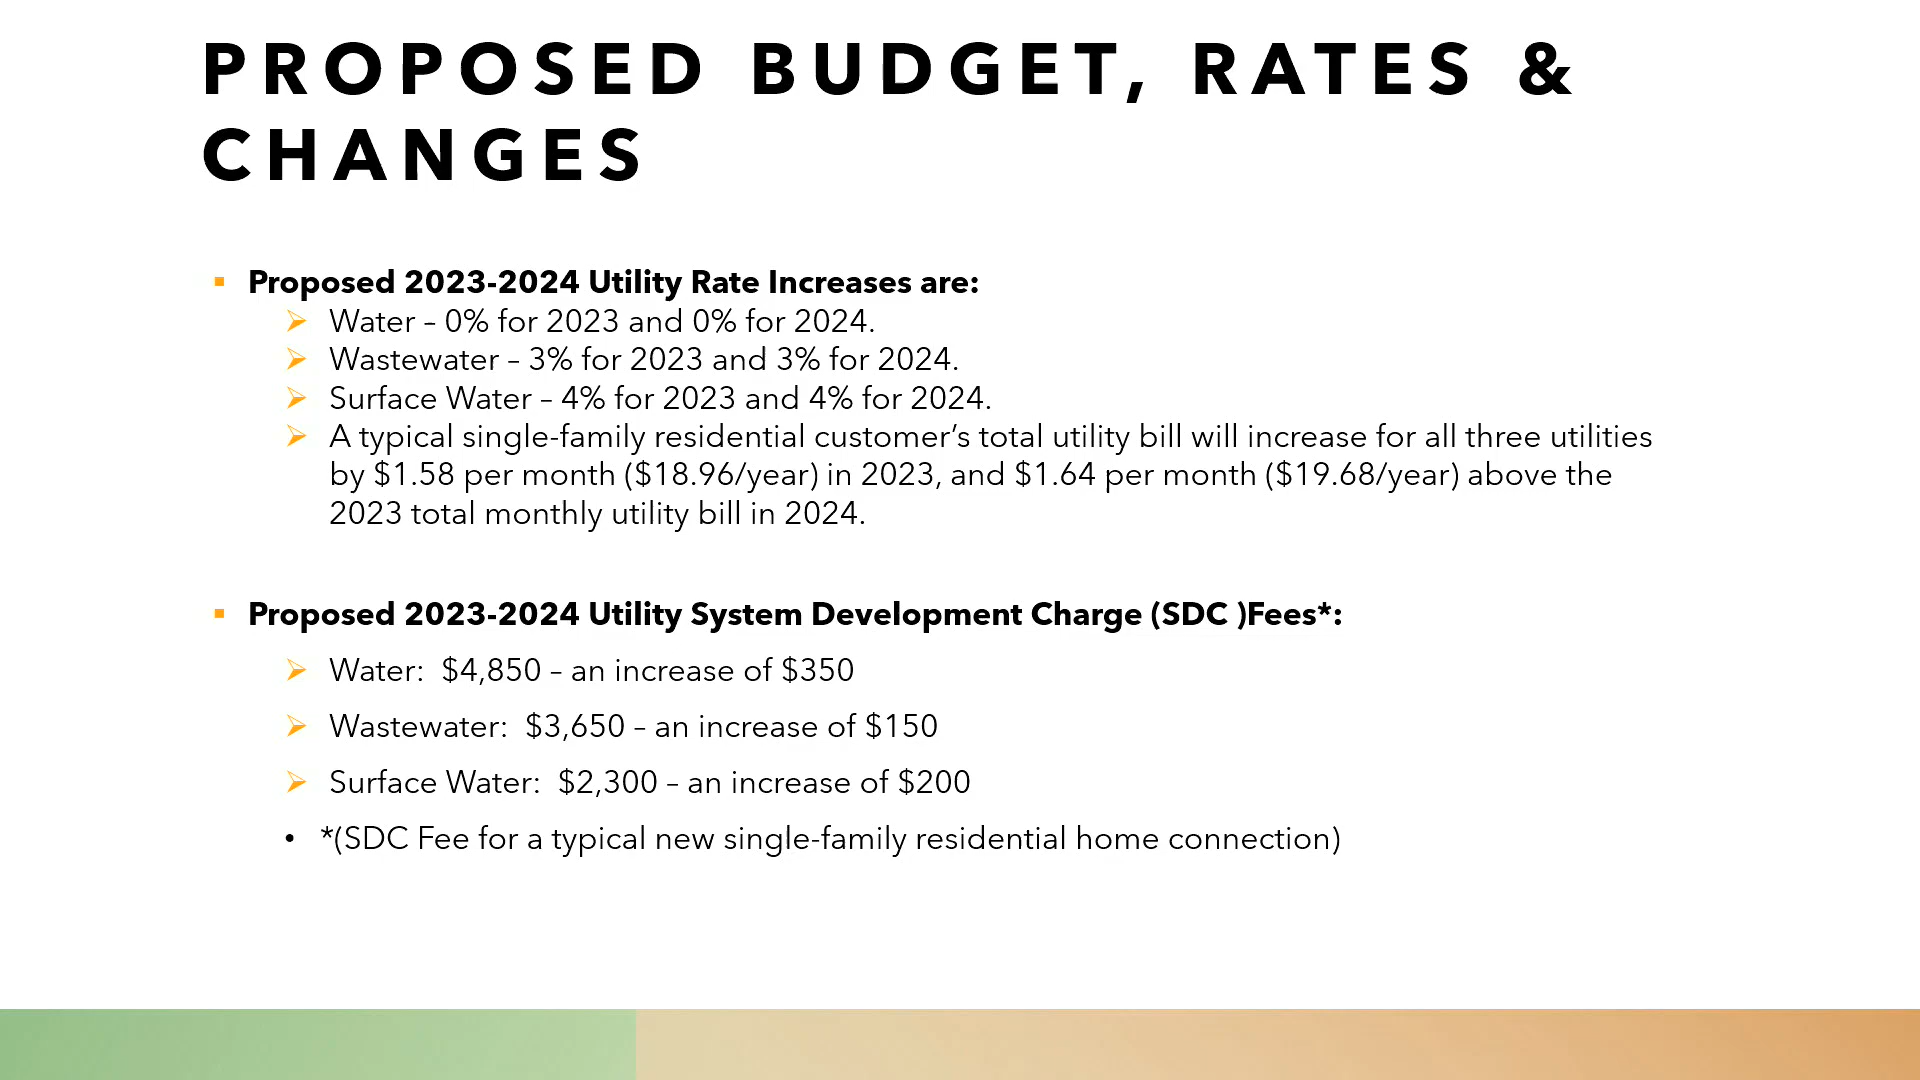 PROPOSED BUDGET, RATES &
CHANGES
▪ Proposed 2023-2024 Utility Rate Increases are:
➢ Water – 0% for 2023 and 0% for 2024.
➢ Wastewater – 3% for 2023 and 3% for 2024.
➢ Surface Water – 4% for 2023 and 4% for 2024.
➢ A typical single-family residential customer’s total utility bill will increase for all three utilities
by $1.58 per month ($18.96/year) in 2023, and $1.64 per month ($19.68/year) above the
2023 total monthly utility bill in 2024.
▪ Proposed 2023-2024 Utility System Development Charge (SDC )Fees*:
➢ Water:  $4,850 – an increase of $350
➢ Wastewater:  $3,650 – an increase of $150
➢ Surface Water:  $2,300 – an increase of $200
• *(SDC Fee for a typical new single-family residential home connection)